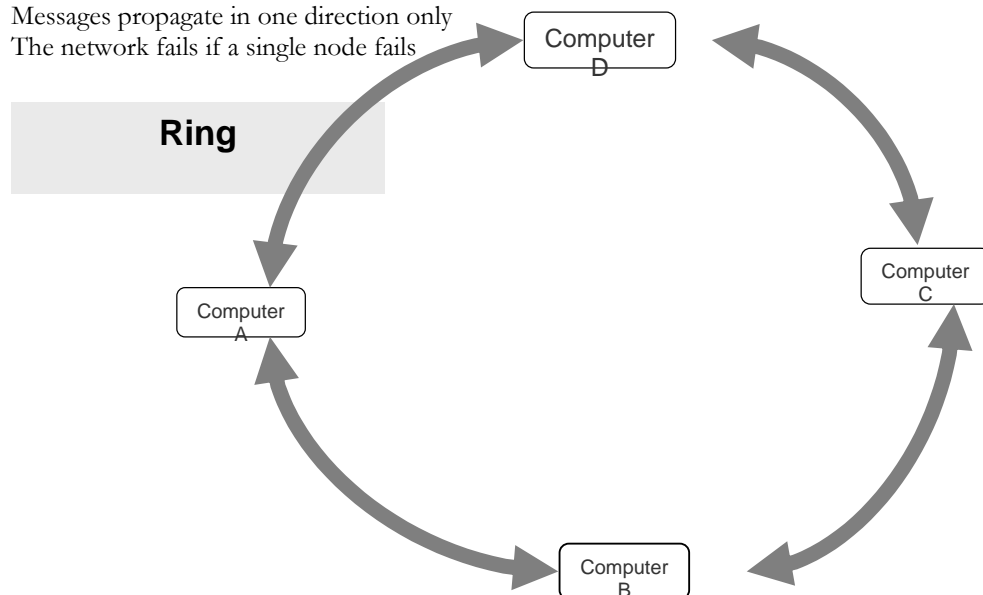 Messages propagate in one direction only
The network fails if a single node fails
Ring
Computer
D
Computer
C
Computer
A
Computer
B